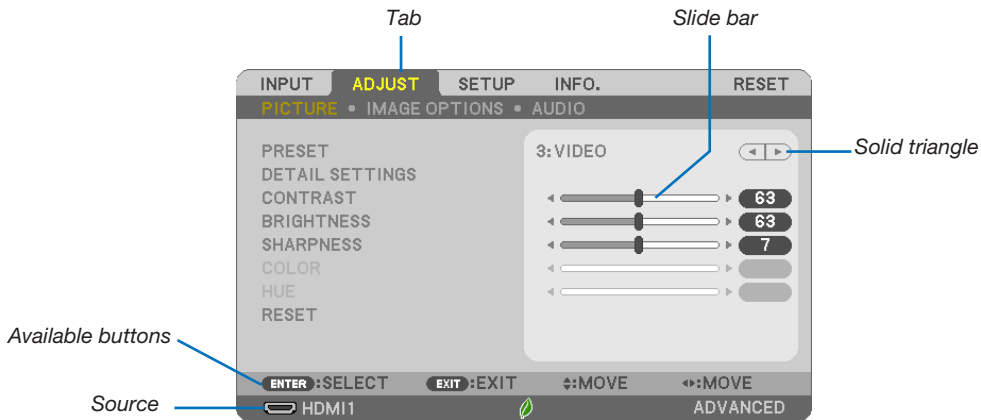 Tab
Slide bar
INPUT ADJUST SETUP INFO. RESET
PICTURE • IMAGE OPTIONS • AUDIO
PRESET 3:VIDEO
Solid triangle
DETAIL SETTINGS
CONTRAST 63
BRIGHTNESS 63
SHARPNESS 7
COLOR
HUE
RESET
Available buttons
ENTER :SELECT EXIT :EXIT :MOVE :MOVE
Source
HDMI1 ADVANCED